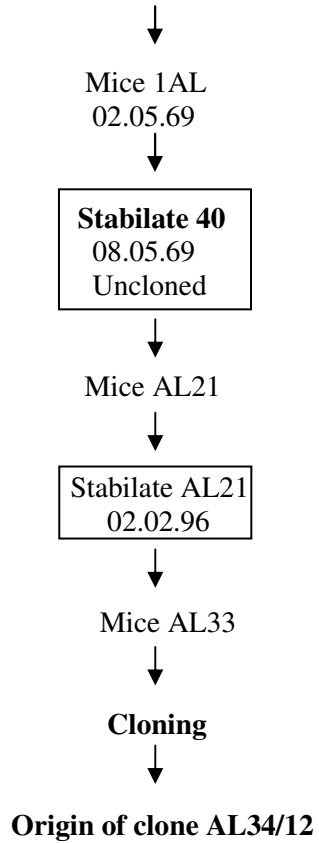 Mice 1AL
02.05.69
Stabilate 40
08.05.69
Uncloned
Mice AL21
Stabilate AL21
02.02.96
Mice AL33
Cloning
Origin of clone AL34/12